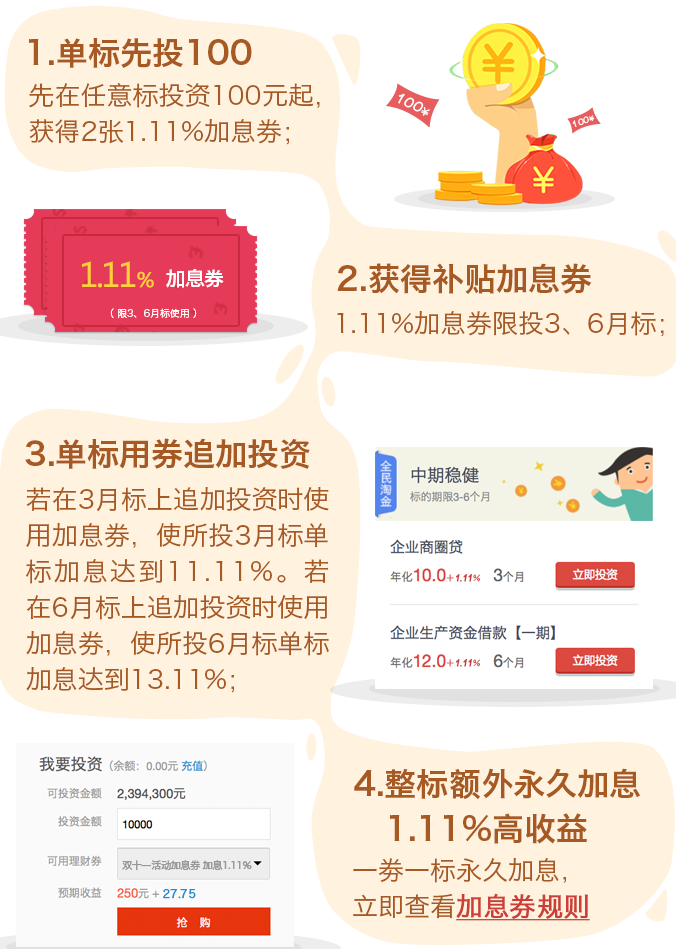 1.单标先投100
先在任意标投资100元起，
获得2张1.11%加息券；
100¥
100¥
¥
¥
1.11% 加息券
（限3、6月标使用）
2.获得补贴加息券
1.11%加息券限投3、6月标；
3.单标用券追加投资
若在3月标上追加投资时使
用加息券，使所投3月标单
标加息达到11.11%。若
在6月标上追加投资时使用
加息券，使所投6月标单标
加息达到13.11%；
全民淘金
中期稳健
标的期限3-6个月
企业商圈贷
年化10.0+1.11% 3个月 立即投资
企业生产资金借款【一期】
年化12.0+1.11% 6个月 立即投资
我要投资（余额：0.00元 充值）
可投资金额 2,394,300元
投资金额 10000
可用理财券 双十一活动加息券 加息1.11%
预期收益 250元 + 27.75
抢 购
4.整标额外永久加息
1.11%高收益
一券一标永久加息，
立即查看加息券规则